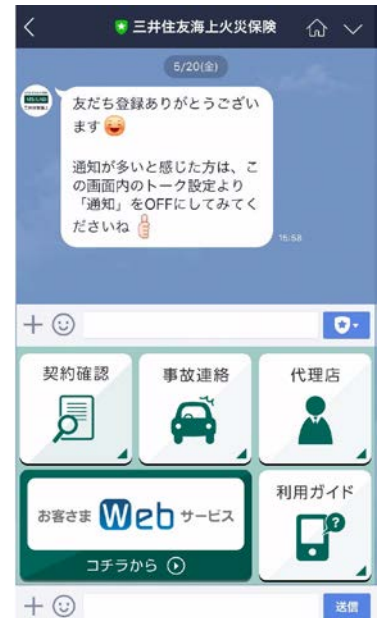 三井住友海上火災保険
5/20(金)
友だち登録ありがとうござい
ます
通知が多いと感じた方は、こ
の画面内のトーク設定より
「通知」をOFFにしてみてく
ださいね
15:58
契約確認
事故連絡
代理店
お客さま Web サービス
コチラから
利用ガイド
送信